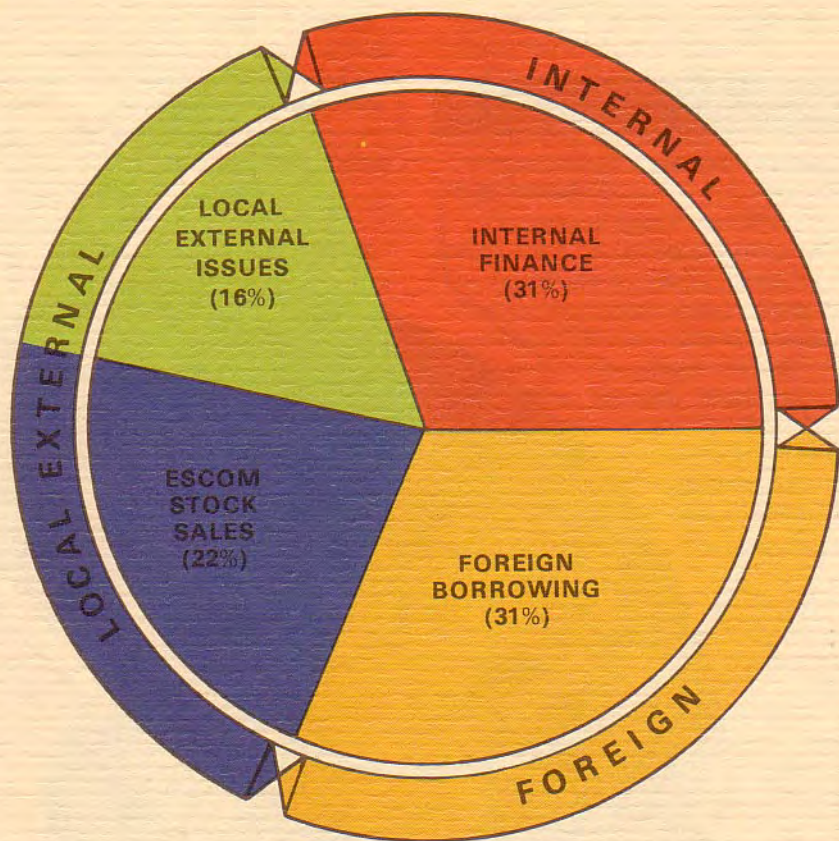 INTERNAL
LOCAL EXTERNAL
FOREIGN
LOCAL
EXTERNAL
ISSUES
(16%)
INTERNAL
FINANCE
(31%)
ESCOM
STOCK
SALES
(22%)
FOREIGN
BORROWING
(31%)